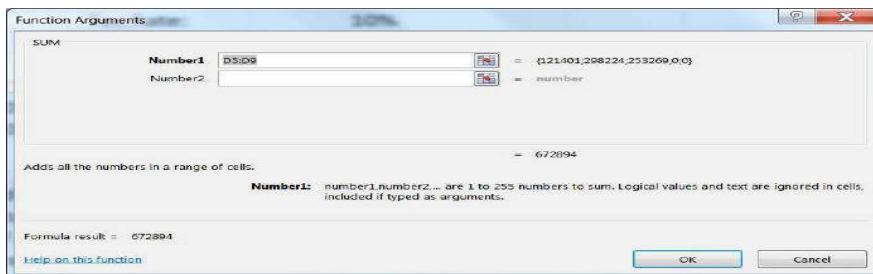 Function Arguments
10%
SUM
Number1 D5:D9 = {121401;298224;253269;0;0}
Number2 = number
= 672894
Adds all the numbers in a range of cells.
Number1: number1,number2,... are 1 to 255 numbers to sum. Logical values and text are ignored in cells,
included if typed as arguments.
Formula result = 672894
Help on this function
OK Cancel